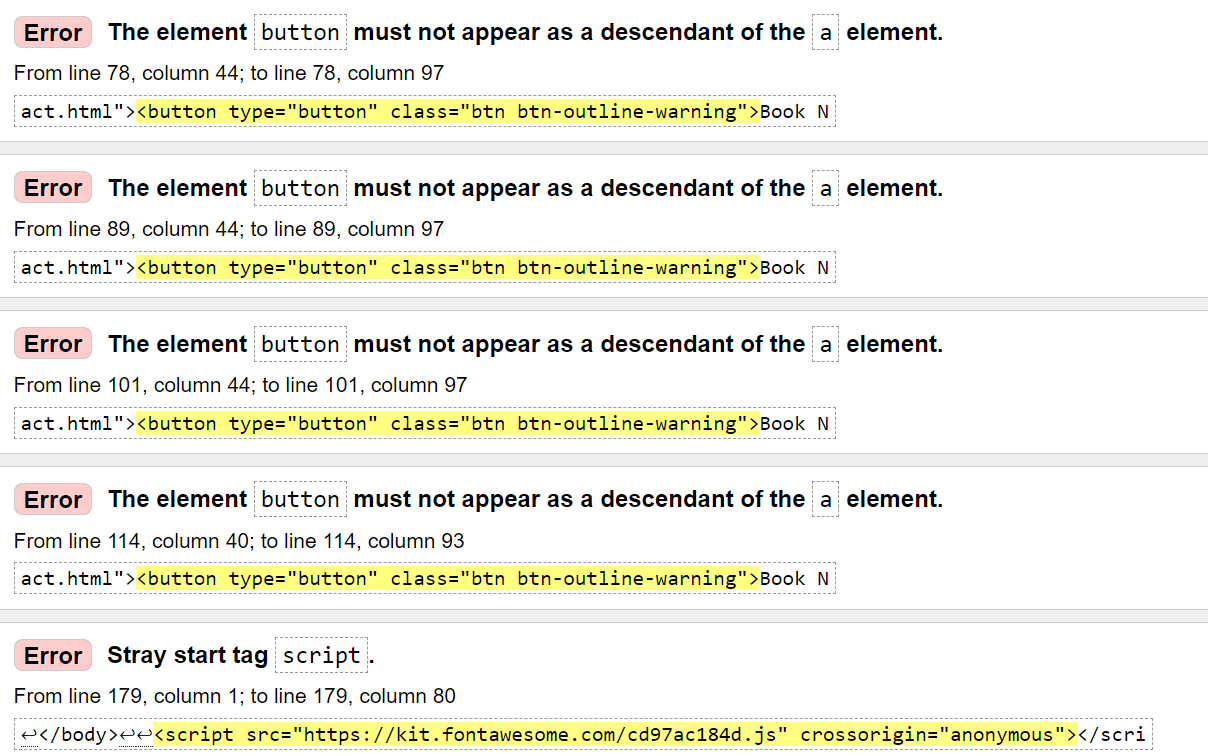 Error The element button must not appear as a descendant of the a element.
From line 78, column 44; to line 78, column 97
act.html"><button type="button" class="btn btn-outline-warning">Book N
Error The element button must not appear as a descendant of the a element.
From line 89, column 44; to line 89, column 97
act.html"><button type="button" class="btn btn-outline-warning">Book N
Error The element button must not appear as a descendant of the a element.
From line 101, column 44; to line 101, column 97
act.html"><button type="button" class="btn btn-outline-warning">Book N
Error The element button must not appear as a descendant of the a element.
From line 114, column 40; to line 114, column 93
act.html"><button type="button" class="btn btn-outline-warning">Book N
Error Stray start tag script.
From line 179, column 1; to line 179, column 80
↩</body>↩↩<script src="https://kit.fontawesome.com/cd97ac184d.js" crossorigin="anonymous"></scri